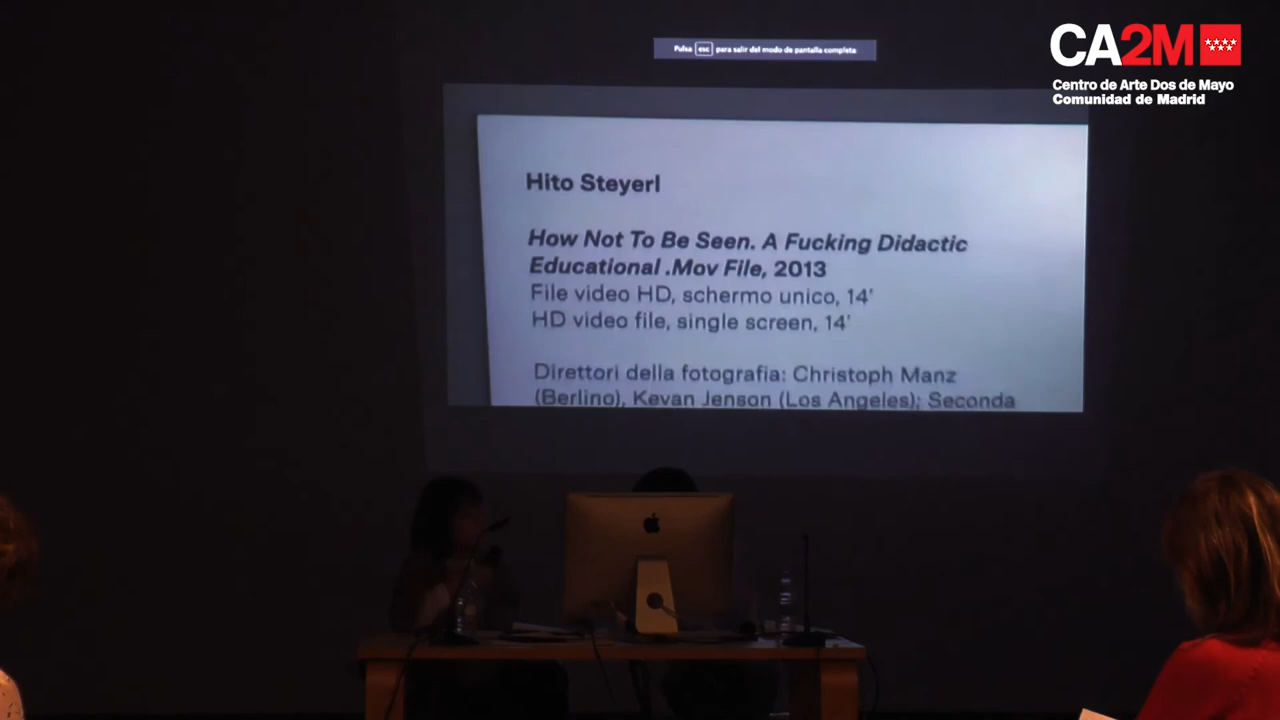 Pulsa esc para salir del modo de pantalla completa
CA2M
Centro de Arte Dos de Mayo
Comunidad de Madrid
Hito Steyerl
How Not To Be Seen. A Fucking Didactic
Educational .Mov File, 2013
File video HD, schermo unico, 14'
HD video file, single screen, 14'
Direttori della fotografia: Christoph Manz
(Berlino), Kevan Jenson (Los Angeles); Seconda